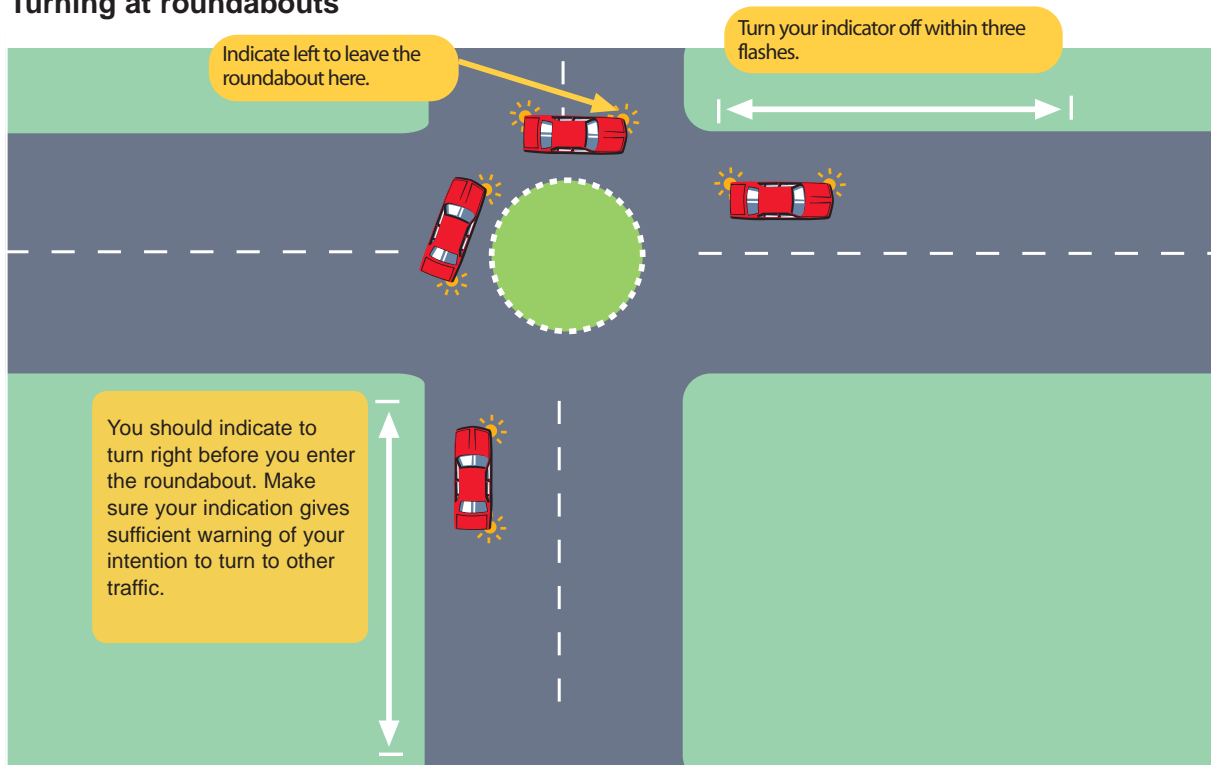 Turning at roundabouts
Indicate left to leave the
roundabout here.
Turn your indicator off within three
flashes.
You should indicate to
turn right before you enter
the roundabout. Make
sure your indication gives
sufficient warning of your
intention to turn to other
traffic.